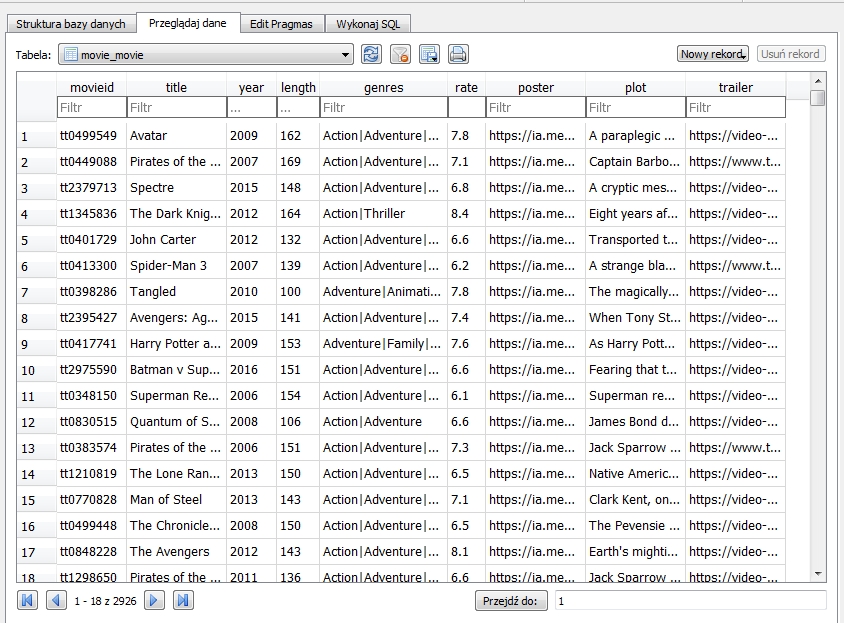 Struktura bazy danych Przeglądaj dane Edit Pragmas Wykonaj SQL
Tabela: movie_movie Nowy rekord Usuń rekord
movieid title year length genres rate poster plot trailer
Filtr Filtr ... ... Filtr Filtr Filtr Filtr
1 tt0499549 Avatar 2009 162 Action|Adventure|... 7.8 https://ia.me... A paraplegic ... https://video-...
2 tt0449088 Pirates of the ... 2007 169 Action|Adventure|... 7.1 https://ia.me... Captain Barbo... https://www.t...
3 tt2379713 Spectre 2015 148 Action|Adventure|... 6.8 https://ia.me... A cryptic mes... https://video-...
4 tt1345836 The Dark Knig... 2012 164 Action|Thriller 8.4 https://ia.me... Eight years af... https://video-...
5 tt0401729 John Carter 2012 132 Action|Adventure|... 6.6 https://ia.me... Transported t... https://video-...
6 tt0413300 Spider-Man 3 2007 139 Action|Adventure|... 6.2 https://ia.me... A strange bla... https://www.t...
7 tt0398286 Tangled 2010 100 Adventure|Animati... 7.8 https://ia.me... The magically... https://video-...
8 tt2395427 Avengers: Ag... 2015 141 Action|Adventure|... 7.4 https://ia.me... When Tony St... https://video-...
9 tt0417741 Harry Potter a... 2009 153 Adventure|Family|... 7.6 https://ia.me... As Harry Pott... https://video-...
10 tt2975590 Batman v Sup... 2016 151 Action|Adventure|... 6.6 https://ia.me... Fearing that t... https://video-...
11 tt0348150 Superman Re... 2006 154 Action|Adventure|... 6.1 https://ia.me... Superman re... https://video-...
12 tt0830515 Quantum of S... 2008 106 Action|Adventure 6.6 https://ia.me... James Bond d... https://video-...
13 tt0383574 Pirates of the ... 2006 151 Action|Adventure|... 7.3 https://ia.me... Jack Sparrow ... https://www.t...
14 tt1210819 The Lone Ran... 2013 150 Action|Adventure|... 6.5 https://ia.me... Native Americ... https://video-...
15 tt0770828 Man of Steel 2013 143 Action|Adventure|... 7.1 https://ia.me... Clark Kent, on... https://video-...
16 tt0499448 The Chronicle... 2008 150 Action|Adventure|... 6.5 https://ia.me... The Pevensie ... https://video-...
17 tt0848228 The Avengers 2012 143 Action|Adventure|... 8.1 https://ia.me... Earth's mighti... https://video-...
18 tt1298650 Pirates of the ... 2011 136 Action|Adventure|... 6.6 https://ia.me... Jack Sparrow ... https://video-...
1 - 18 z 2926 Przejdź do: 1